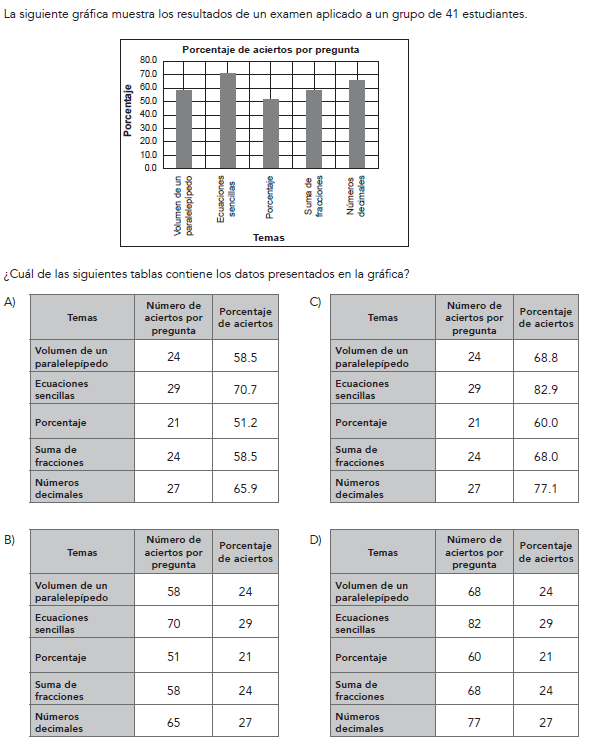 La siguiente gráfica muestra los resultados de un examen aplicado a un grupo de 41 estudiantes.
Porcentaje de aciertos por pregunta
Porcentaje
80.0
70.0
60.0
50.0
40.0
30.0
20.0
10.0
0.0
Volumen de un
paralelepípedo
Ecuaciones
sencillas
Porcentaje
Suma de
fracciones
Números
decimales
Temas
¿Cuál de las siguientes tablas contiene los datos presentados en la gráfica?
A)
Temas
Número de
aciertos por
pregunta
Porcentaje
de aciertos
Volumen de un
paralelepípedo
24
58.5
Ecuaciones
sencillas
29
70.7
Porcentaje
21
51.2
Suma de
fracciones
24
58.5
Números
decimales
27
65.9
C)
Temas
Número de
aciertos por
pregunta
Porcentaje
de aciertos
Volumen de un
paralelepípedo
24
68.8
Ecuaciones
sencillas
29
82.9
Porcentaje
21
60.0
Suma de
fracciones
24
68.0
Números
decimales
27
77.1
B)
Temas
Número de
aciertos por
pregunta
Porcentaje
de aciertos
Volumen de un
paralelepípedo
58
24
Ecuaciones
sencillas
70
29
Porcentaje
51
21
Suma de
fracciones
58
24
Números
decimales
65
27
D)
Temas
Número de
aciertos por
pregunta
Porcentaje
de aciertos
Volumen de un
paralelepípedo
68
24
Ecuaciones
sencillas
82
29
Porcentaje
60
21
Suma de
fracciones
68
24
Números
decimales
77
27